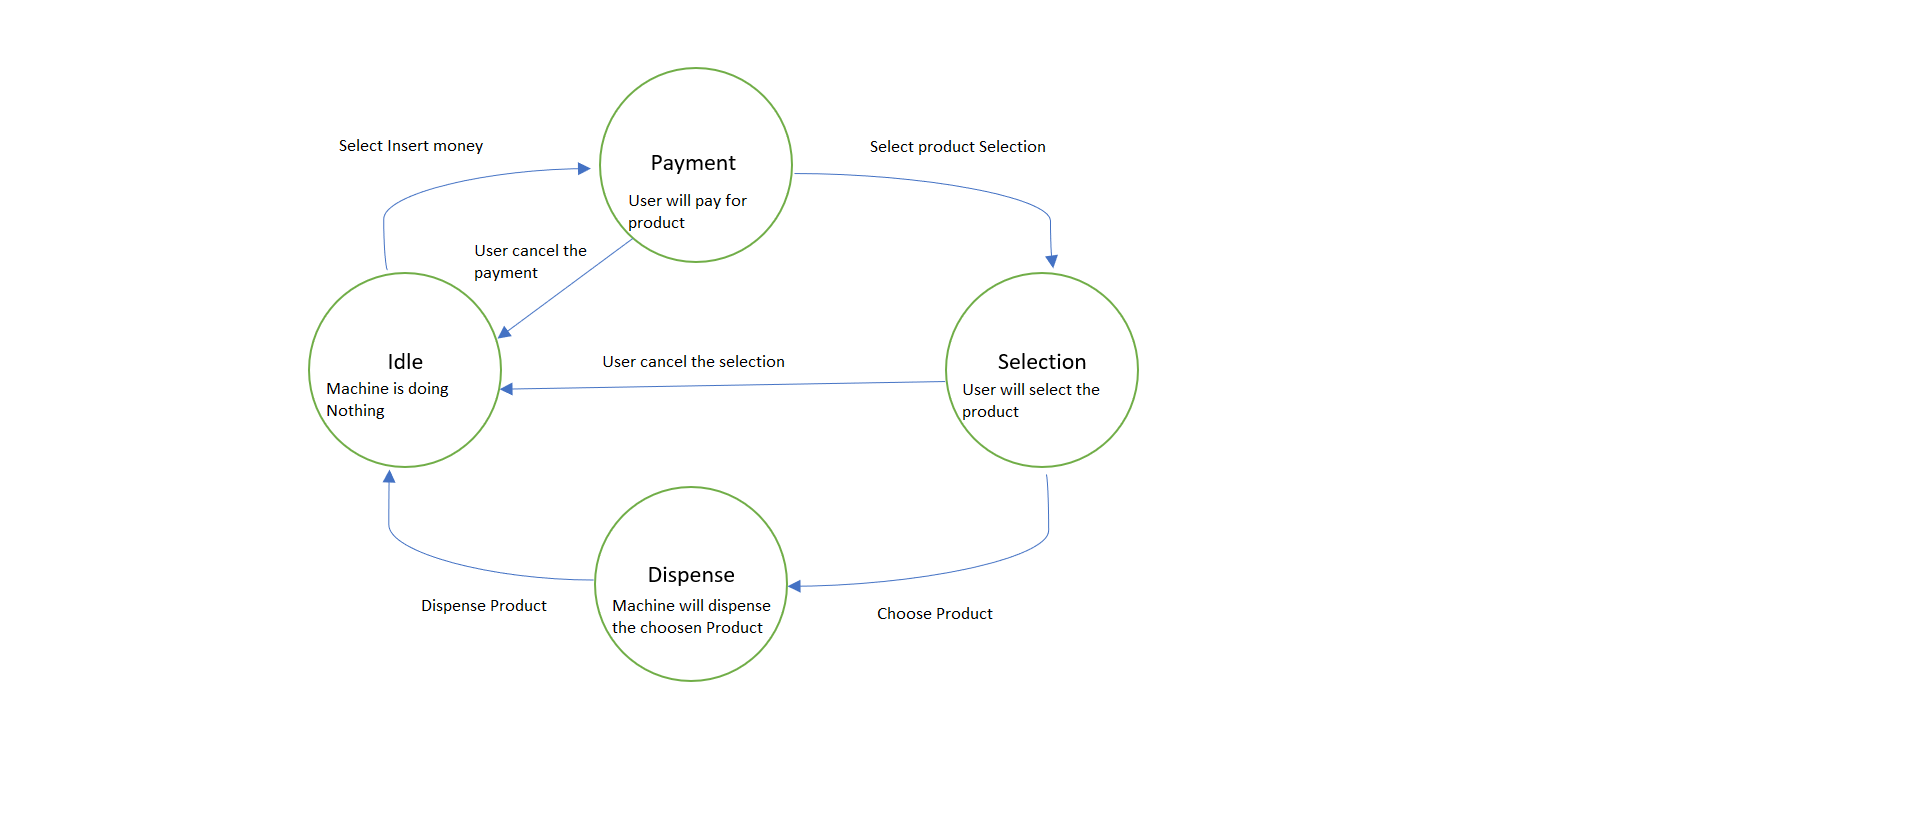 Select Insert money
Payment
User will pay for
product
Select product Selection
User cancel the
payment
Idle
Machine is doing
Nothing
User cancel the selection
Selection
User will select the
product
Dispense
Machine will dispense
the choosen Product
Dispense Product
Choose Product